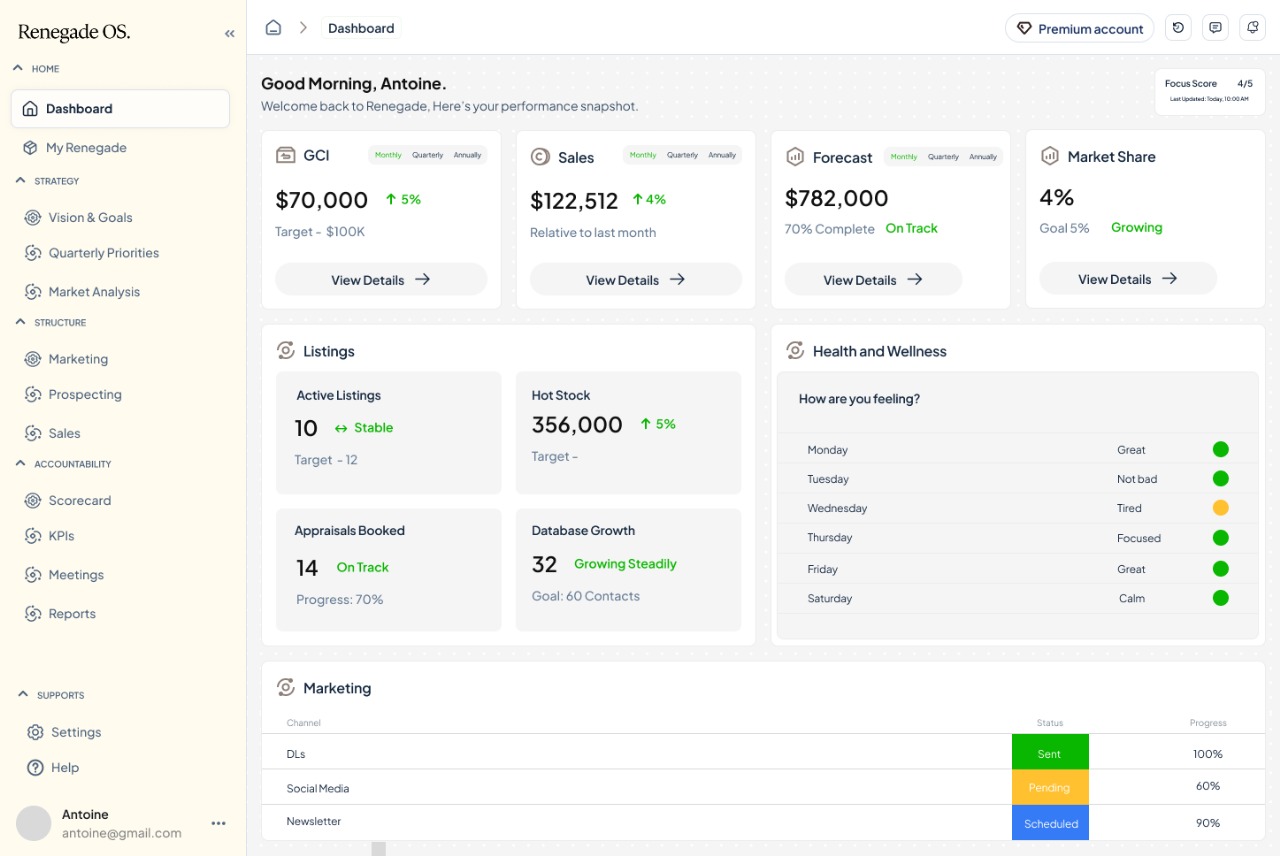 Renegade OS.
HOME
Dashboard
My Renegade
STRATEGY
Vision & Goals
Quarterly Priorities
Market Analysis
STRUCTURE
Marketing
Prospecting
Sales
ACCOUNTABILITY
Scorecard
KPIs
Meetings
Reports
SUPPORTS
Settings
Help
Antoine
antoine@gmail.com
Dashboard
Premium account
Good Morning, Antoine.
Welcome back to Renegade, Here's your performance snapshot.
Focus Score 4/5
Last Updated: Today, 10:00 AM
GCI Monthly Quarterly Annually
$70,000 5%
Target - $100K
View Details
Sales Monthly Quarterly Annually
$122,512 4%
Relative to last month
View Details
Forecast Monthly Quarterly Annually
$782,000
70% Complete On Track
View Details
Market Share
4%
Goal 5% Growing
View Details
Listings
Active Listings
10 Stable
Target - 12
Hot Stock
356,000 5%
Target -
Appraisals Booked
14 On Track
Progress: 70%
Database Growth
32 Growing Steadily
Goal: 60 Contacts
Health and Wellness
How are you feeling?
Monday Great
Tuesday Not bad
Wednesday Tired
Thursday Focused
Friday Great
Saturday Calm
Marketing
Channel Status Progress
DLs Sent 100%
Social Media Pending 60%
Newsletter Scheduled 90%